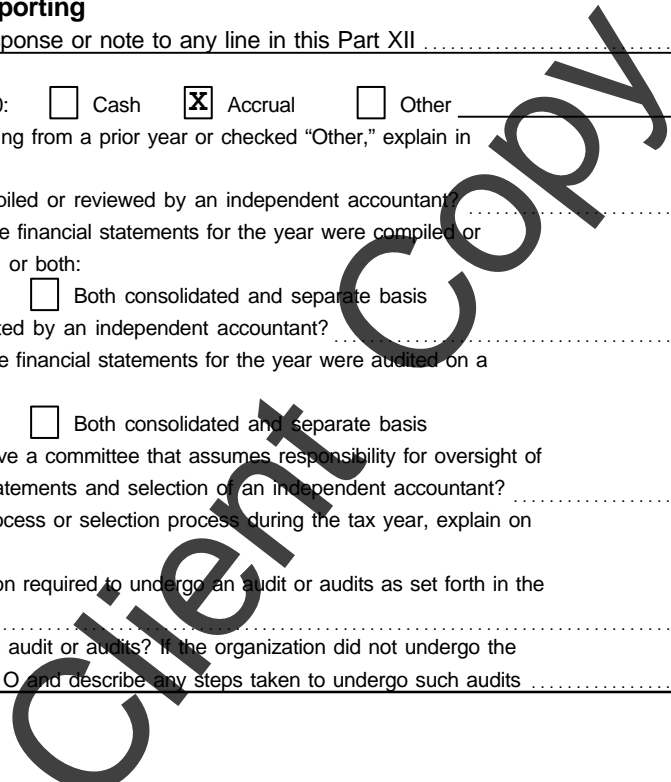 porting
ponse or note to any line in this Part XII
0: Cash X Accrual Other
ng from a prior year or checked “Other,” explain in
piled or reviewed by an independent accountant?
e financial statements for the year were compiled or
or both:
Both consolidated and separate basis
ted by an independent accountant?
e financial statements for the year were audited on a
Both consolidated and separate basis
ve a committee that assumes responsibility for oversight of
atements and selection of an independent accountant?
ocess or selection process during the tax year, explain on
on required to undergo an audit or audits as set forth in the
audit or audits? If the organization did not undergo the
O and describe any steps taken to undergo such audits
Client Copy